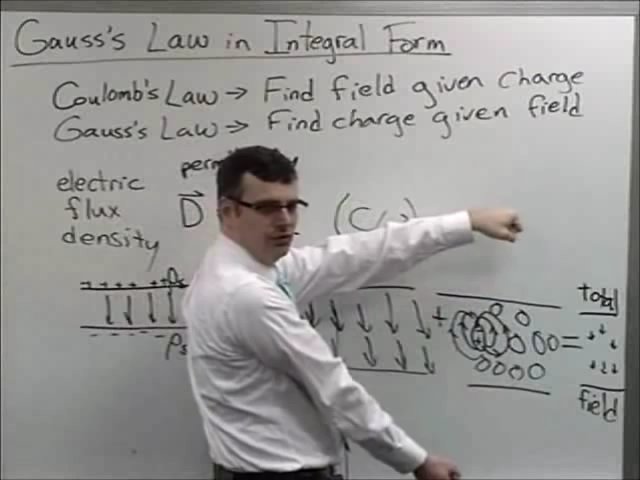 Gauss's Law in Integral Form
Coulomb's Law → Find field given charge
Gauss's Law → Find charge given field
electric
flux
density
D
total
field